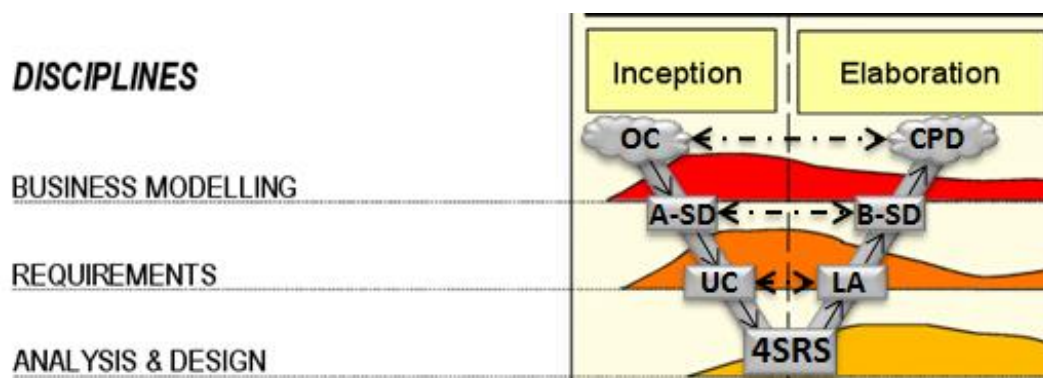 DISCIPLINES
Inception
Elaboration
OC
CPD
BUSINESS MODELLING
A-SD
B-SD
REQUIREMENTS
UC
LA
ANALYSIS & DESIGN
4SRS